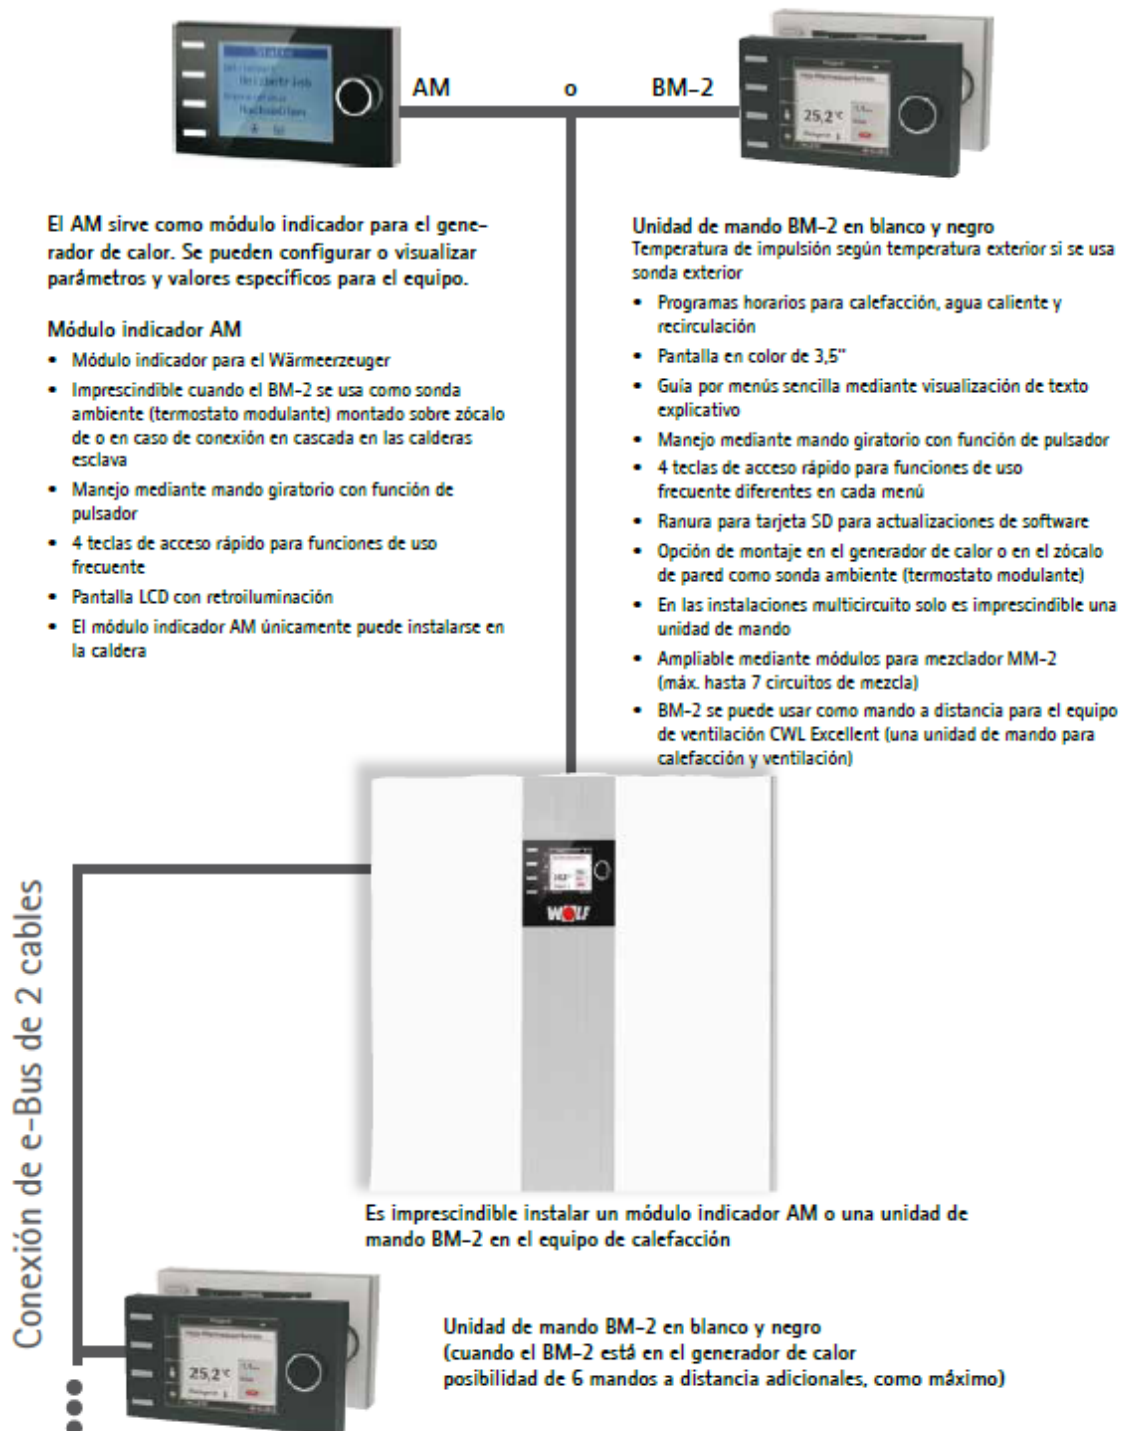 AM o BM-2
Status
Heizbetrieb
25,2 °C
El AM sirve como módulo indicador para el gene-
rador de calor. Se pueden configurar o visualizar
parámetros y valores específicos para el equipo.
Módulo indicador AM
• Módulo indicador para el Wärmeerzeuger
• Imprescindible cuando el BM-2 se usa como sonda
ambiente (termostato modulante) montado sobre zócalo
de o en caso de conexión en cascada en las calderas
esclava
• Manejo mediante mando giratorio con función de
pulsador
• 4 teclas de acceso rápido para funciones de uso
frecuente
• Pantalla LCD con retroiluminación
• El módulo indicador AM únicamente puede instalarse en
la caldera
Unidad de mando BM-2 en blanco y negro
Temperatura de impulsión según temperatura exterior si se usa
sonda exterior
• Programas horarios para calefacción, agua caliente y
recirculación
• Pantalla en color de 3,5"
• Guía por menús sencilla mediante visualización de texto
explicativo
• Manejo mediante mando giratorio con función de pulsador
• 4 teclas de acceso rápido para funciones de uso
frecuente diferentes en cada menú
• Ranura para tarjeta SD para actualizaciones de software
• Opción de montaje en el generador de calor o en el zócalo
de pared como sonda ambiente (termostato modulante)
• En las instalaciones multicircuito solo es imprescindible una
unidad de mando
• Ampliable mediante módulos para mezclador MM-2
(máx. hasta 7 circuitos de mezcla)
• BM-2 se puede usar como mando a distancia para el equipo
de ventilación CWL Excellent (una unidad de mando para
calefacción y ventilación)
WOLF
Conexión de e-Bus de 2 cables
Es imprescindible instalar un módulo indicador AM o una unidad de
mando BM-2 en el equipo de calefacción
25,2 °C
Unidad de mando BM-2 en blanco y negro
(cuando el BM-2 está en el generador de calor
posibilidad de 6 mandos a distancia adicionales, como máximo)